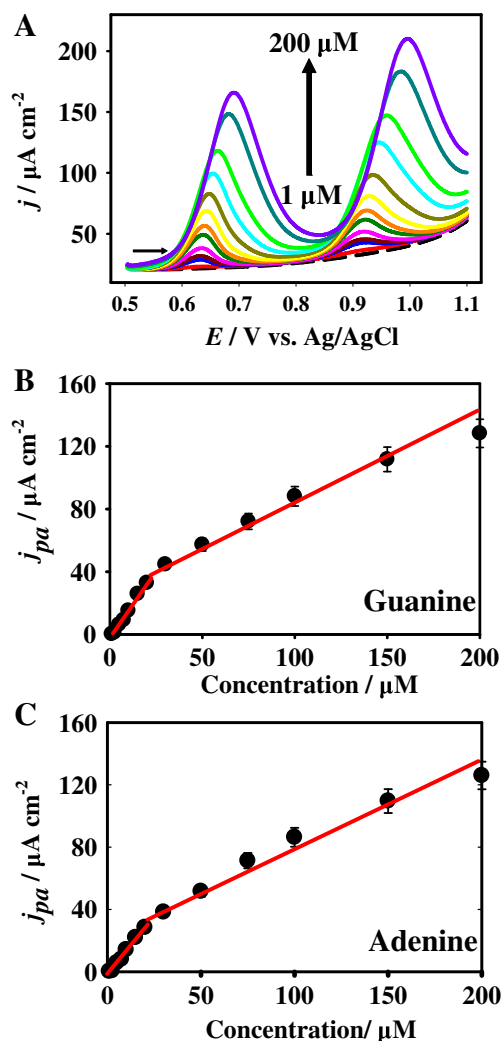 A
200 μM
1 μM
j / μA cm⁻²
200
150
100
50
0.5 0.6 0.7 0.8 0.9 1.0 1.1
E / V vs. Ag/AgCl
B
jpa / μA cm⁻²
160
120
80
40
0
Guanine
0 50 100 150 200
Concentration / μM
C
jpa / μA cm⁻²
160
120
80
40
0
Adenine
0 50 100 150 200
Concentration/ μM